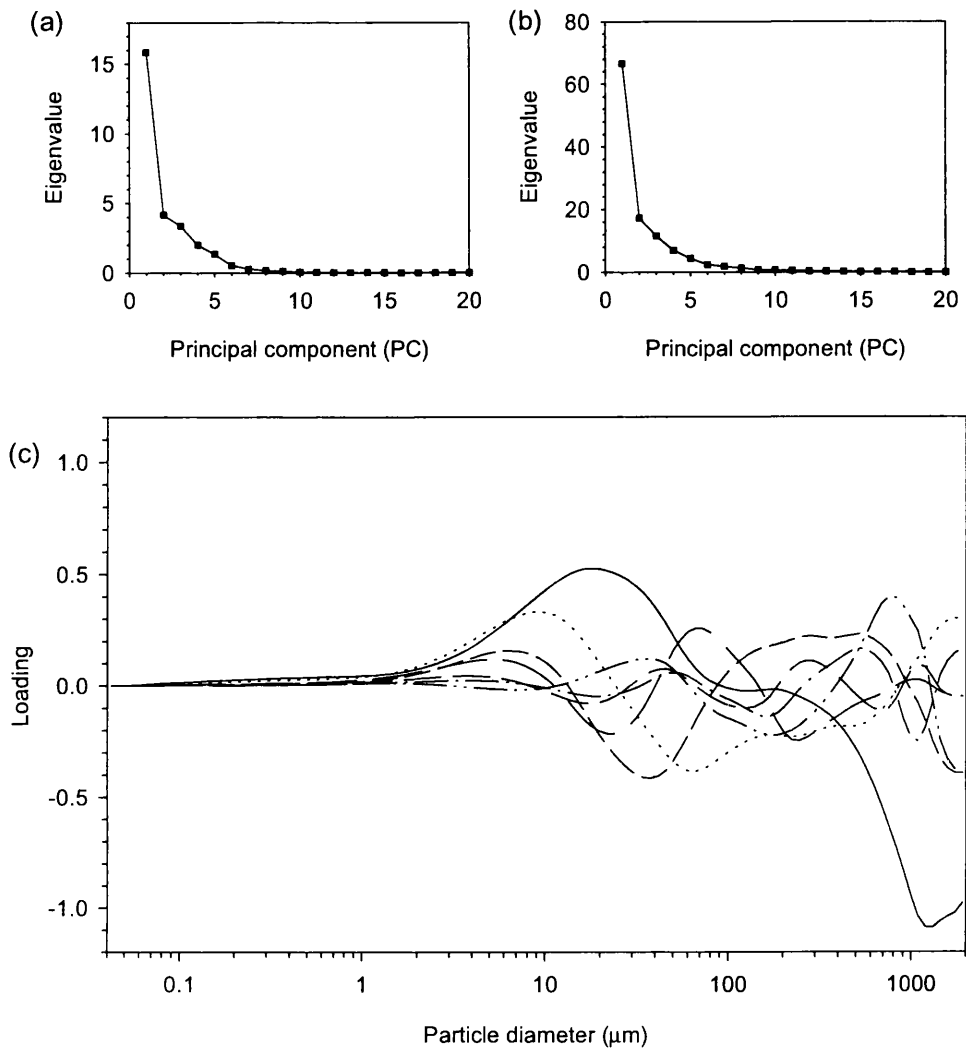 (a)
15
10
5
0
Eigenvalue
0 5 10 15 20
Principal component (PC)
(b)
80
60
40
20
0
Eigenvalue
0 5 10 15 20
Principal component (PC)
(c)
1.0
0.5
0.0
-0.5
-1.0
Loading
0.1 1 10 100 1000
Particle diameter (µm)